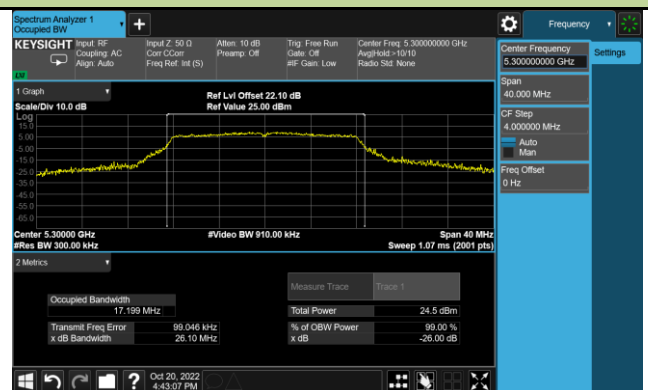 Spectrum Analyzer 1
Occupied BW
Frequency
KEYSIGHT
Input: RF
Coupling: AC
Align: Auto
Input Z: 50 Ω
Corr CCorr
Freq Ref: Int (S)
Atten: 10 dB
Preamp: Off
Trig: Free Run
Gate: Off
#IF Gain: Low
Center Freq: 5.300000000 GHz
Avg|Hold:>10/10
Radio Std: None
Center Frequency
5.300000000 GHz
Settings
Span
40.000 MHz
CF Step
4.000000 MHz
Auto
Man
Freq Offset
0 Hz
1 Graph
Scale/Div 10.0 dB
Ref Lvl Offset 22.10 dB
Ref Value 25.00 dBm
Log
15.0
5.00
-5.00
-15.0
-25.0
-35.0
-45.0
-55.0
-65.0
Center 5.30000 GHz
#Res BW 300.00 kHz
#Video BW 910.00 kHz
Span 40 MHz
Sweep 1.07 ms (2001 pts)
2 Metrics
Measure Trace
Trace 1
Occupied Bandwidth
17.199 MHz
Total Power
24.5 dBm
Transmit Freq Error
99.046 kHz
% of OBW Power
99.00 %
x dB Bandwidth
26.10 MHz
x dB
-26.00 dB
Oct 20, 2022
4:43:07 PM